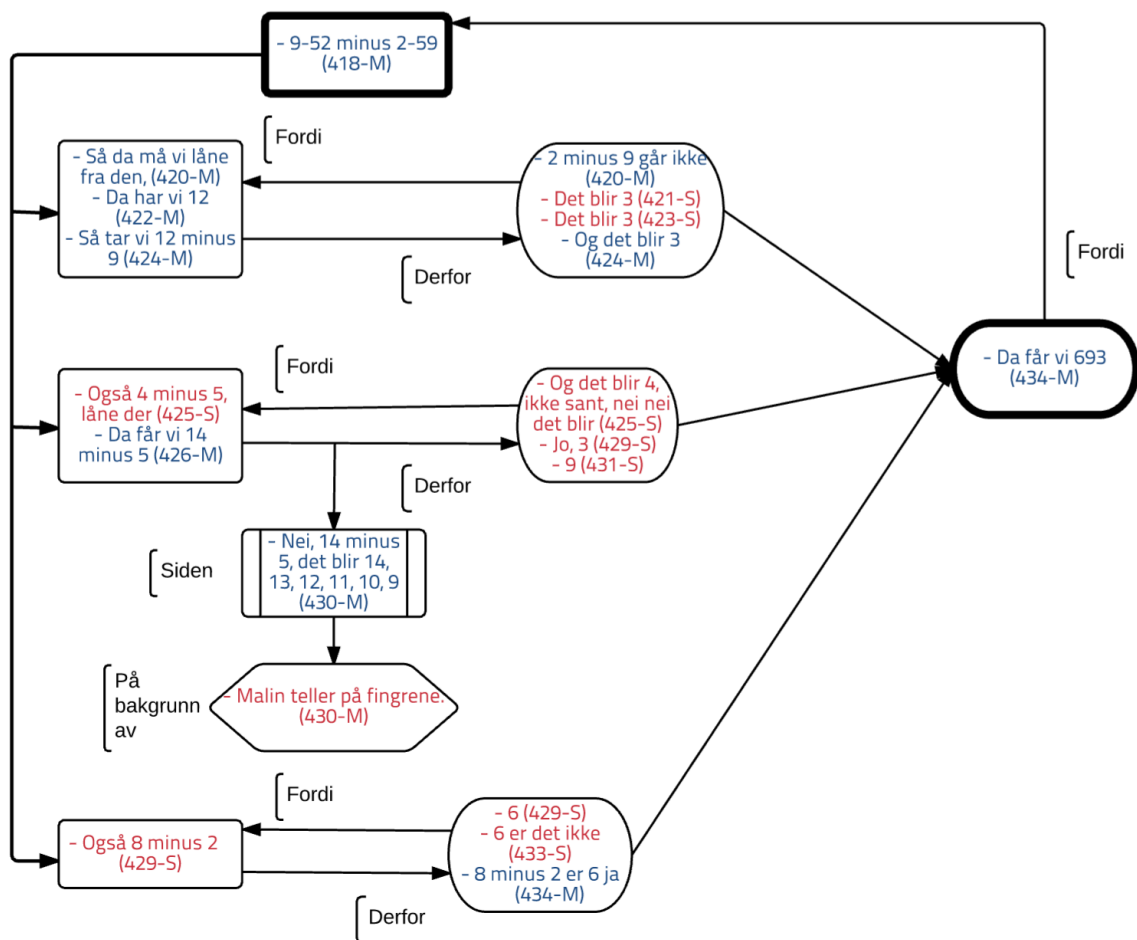 - 9-52 minus 2-59
(418-M)
Fordi
- Så da må vi låne
fra den, (420-M)
- Da har vi 12
(422-M)
- Så tar vi 12 minus
9 (424-M)
- 2 minus 9 går ikke
(420-M)
- Det blir 3 (421-S)
- Det blir 3 (423-S)
- Og det blir 3
(424-M)
Derfor
Fordi
- Da får vi 693
(434-M)
Fordi
- Også 4 minus 5,
låne der (425-S)
- Da får vi 14
minus 5 (426-M)
- Og det blir 4,
ikke sant, nei nei
det blir (425-S)
- Jo, 3 (429-S)
- 9 (431-S)
Derfor
Siden
- Nei, 14 minus
5, det blir 14,
13, 12, 11, 10, 9
(430-M)
På
bakgrunn
av
- Malin teller på fingrene.
(430-M)
Fordi
- Også 8 minus 2
(429-S)
- 6 (429-S)
- 6 er det ikke
(433-S)
- 8 minus 2 er 6 ja
(434-M)
Derfor